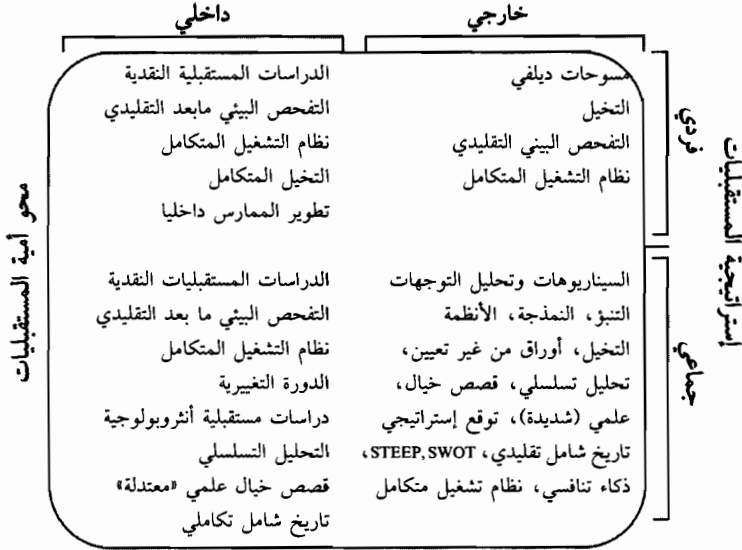 خارجي
داخلي
إستراتيجية المستقبليات
فردي
مسوحات ديلفي
التخيل
التفحص البيني التقليدي
نظام التشغيل المتكامل
الدراسات المستقبلية النقدية
التفحص البيئي مابعد التقليدي
نظام التشغيل المتكامل
التخيل المتكامل
تطوير الممارس داخليا
جماعي
السيناريوهات وتحليل التوجهات
التنبؤ، النمذجة، الأنظمة
التخيل، أوراق من غير تعيين،
تحليل تسلسلي، قصص خيال،
علمي (شديدة)، توقع إستراتيجي
تاريخ شامل تقليدي، STEEP, SWOT،
ذكاء تنافسي، نظام تشغيل متكامل
الدراسات المستقبليات النقدية
التفحص البيئي ما بعد التقليدي
نظام التشغيل المتكامل
الدورة التغييرية
دراسات مستقبلية أنثروبولوجية
التحليل التسلسلي
قصص خيال علمي «معتدلة»
تاريخ شامل تكاملي
محو أمية المستقبليات